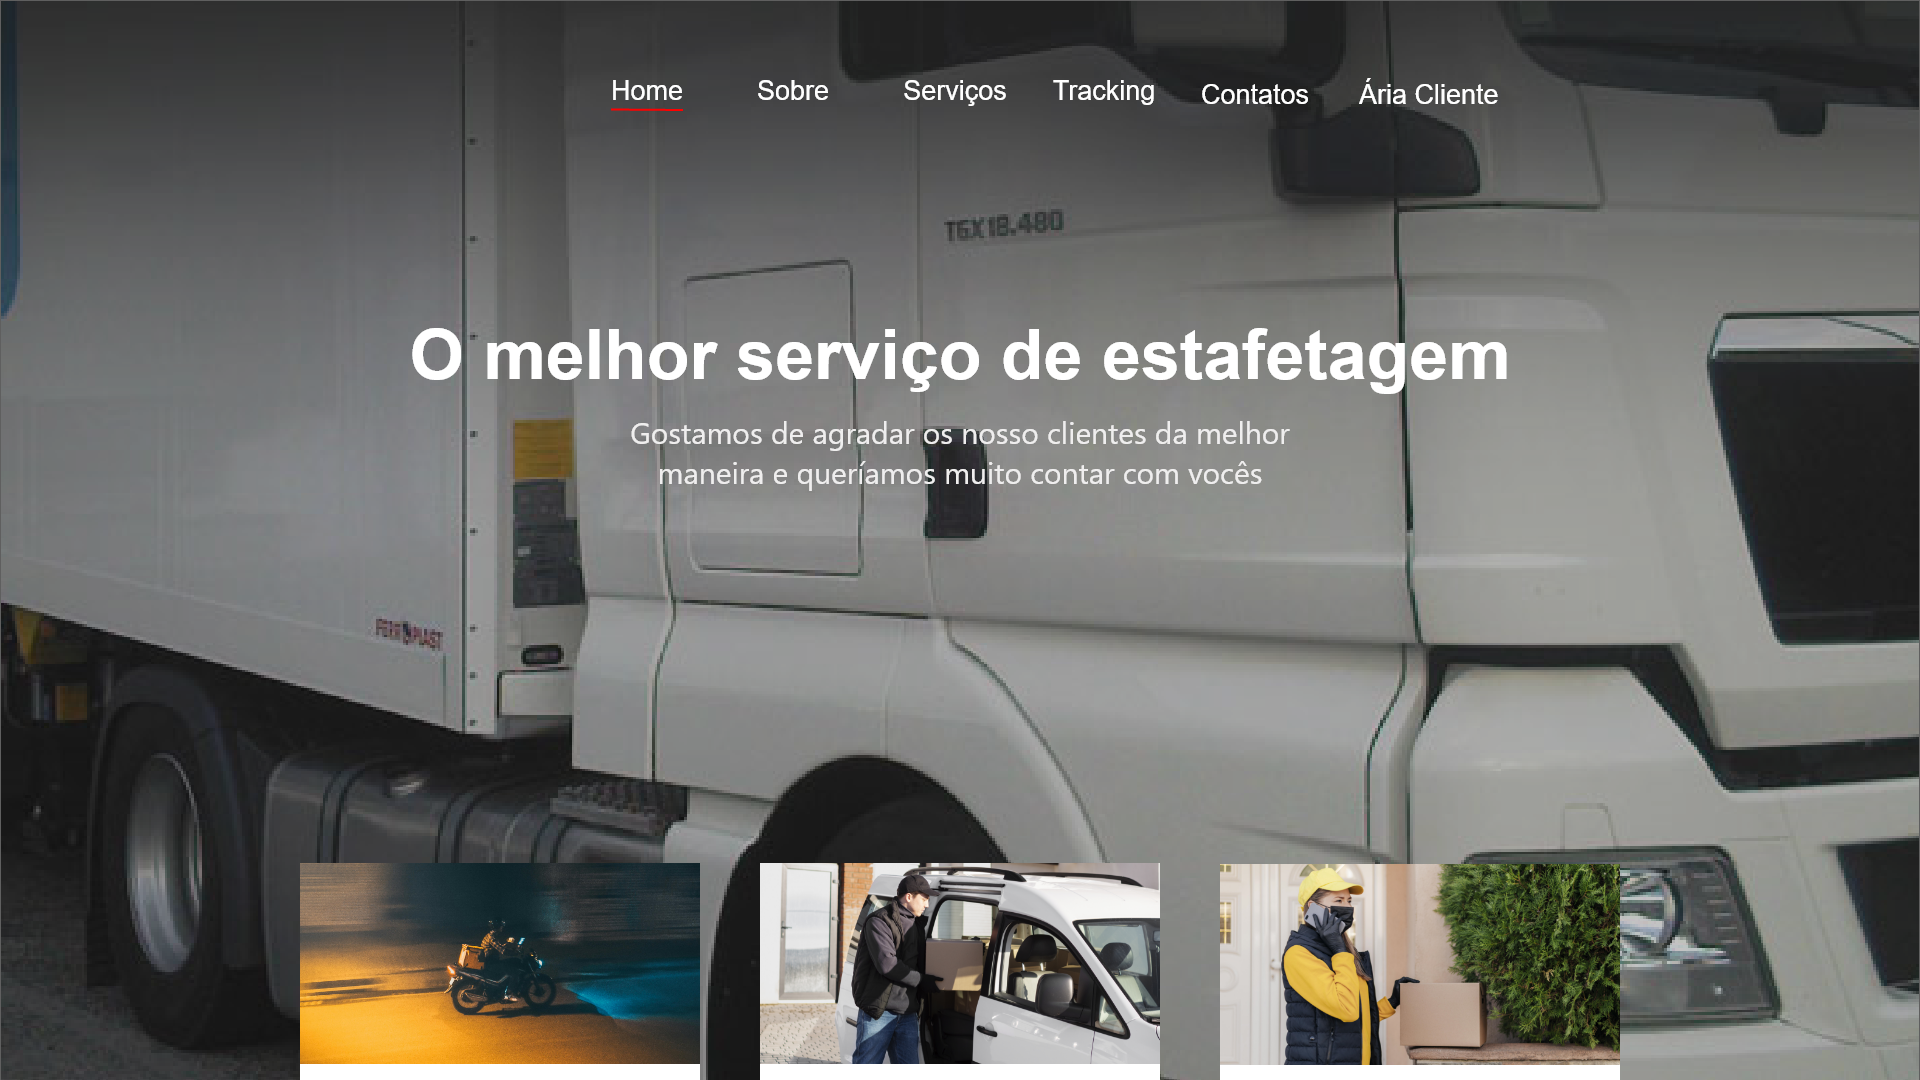 Home Sobre Serviços Tracking Contatos Ária Cliente
TGX 18.480
O melhor serviço de estafetagem
Gostamos de agradar os nosso clientes da melhor
maneira e queríamos muito contar com vocês
FERROPLAST